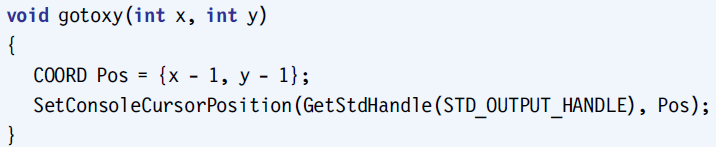 void gotoxy(int x, int y)
{
   COORD Pos = {x - 1, y - 1};
   SetConsoleCursorPosition(GetStdHandle(STD_OUTPUT_HANDLE), Pos);
}